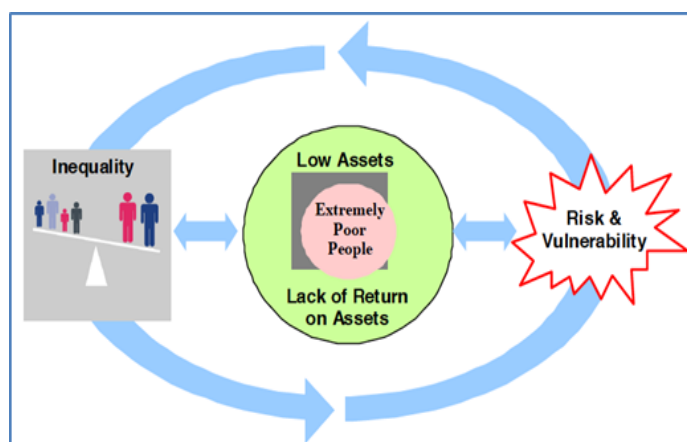 Inequality
Low Assets
Extremely
Poor
People
Lack of Return
on Assets
Risk &
Vulnerability